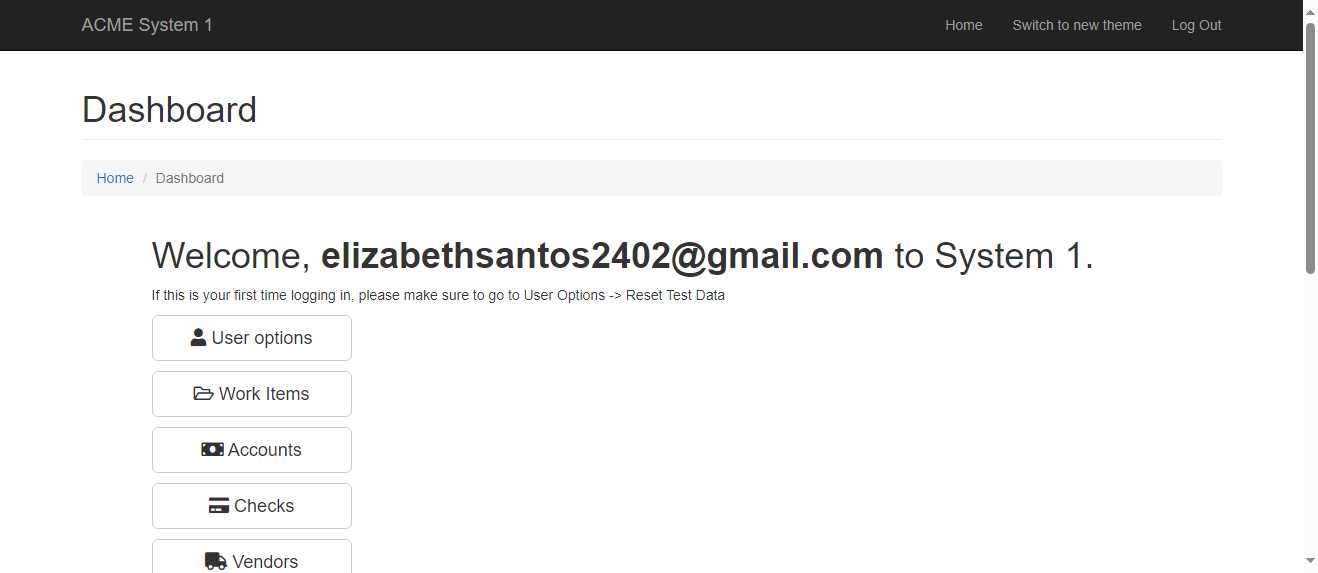 ACME System 1 Home Switch to new theme Log Out
Dashboard
Home / Dashboard
Welcome, elizabethsantos2402@gmail.com to System 1.
If this is your first time logging in, please make sure to go to User Options -> Reset Test Data
User options
Work Items
Accounts
Checks
Vendors